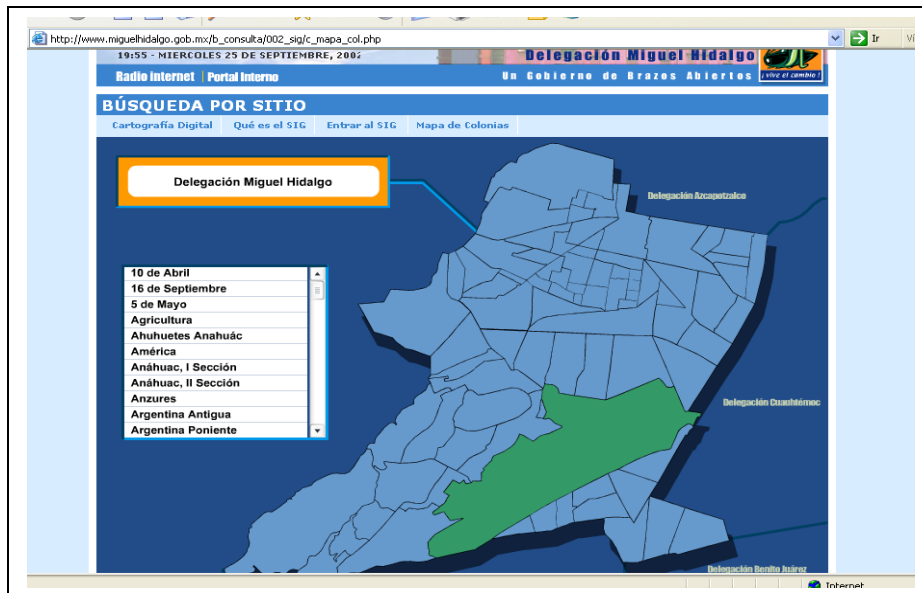 http://www.miguelhidalgo.gob.mx/b_consulta/002_sig/c_mapa_col.php
Ir
19:55 - MIERCOLES 25 DE SEPTIEMBRE, 2002
Delegación Miguel Hidalgo
Radio internet | Portal Interno
Un Gobierno de Brazos Abiertos
¡vive el cambio!
BÚSQUEDA POR SITIO
Cartografía Digital Qué es el SIG Entrar al SIG Mapa de Colonias
Delegación Miguel Hidalgo
Delegación Azcapotzalco
10 de Abril
16 de Septiembre
5 de Mayo
Agricultura
Ahuhuetes Anahuác
América
Anáhuac, I Sección
Anáhuac, II Sección
Anzures
Argentina Antigua
Argentina Poniente
Delegación Cuauhtémoc
Delegación Benito Juárez
Internet